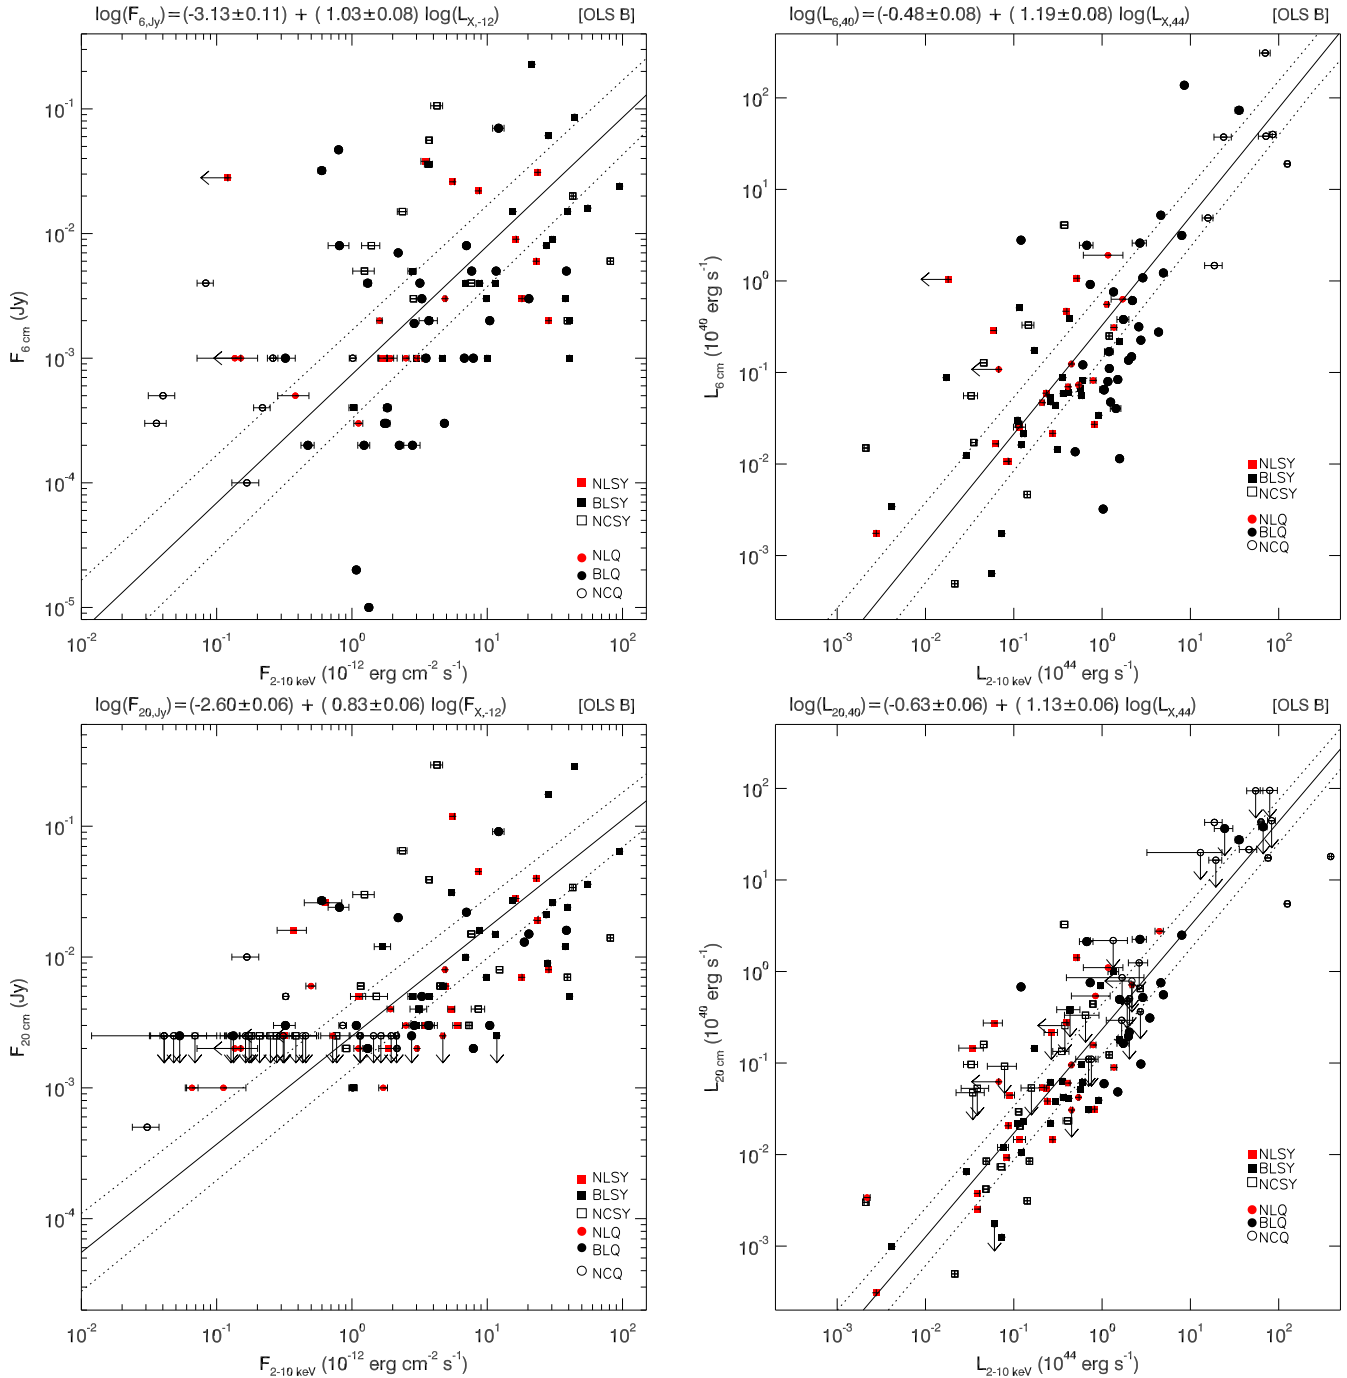 log(F6,Jy)=(-3.13±0.11) + ( 1.03±0.08) log(LX,-12) [OLS B]
10-1
10-2
10-3
10-4
10-5
F6 cm (Jy)
NLSY
BLSY
NCSY
NLQ
BLQ
NCQ
10-2 10-1 100 101 102
F2-10 keV (10-12 erg cm-2 s-1)
log(L6,40)=(-0.48±0.08) + ( 1.19±0.08) log(LX,44) [OLS B]
102
101
100
10-1
10-2
10-3
L6 cm (1040 erg s-1)
NLSY
BLSY
NCSY
NLQ
BLQ
NCQ
10-3 10-2 10-1 100 101 102
L2-10 keV (1044 erg s-1)
log(F20,Jy)=(-2.60±0.06) + ( 0.83±0.06) log(FX,-12) [OLS B]
10-1
10-2
10-3
10-4
F20 cm (Jy)
NLSY
BLSY
NCSY
NLQ
BLQ
NCQ
10-2 10-1 100 101 102
F2-10 keV (10-12 erg cm-2 s-1)
log(L20,40)=(-0.63±0.06) + ( 1.13±0.06) log(LX,44) [OLS B]
102
101
100
10-1
10-2
10-3
L20 cm (1040 erg s-1)
NLSY
BLSY
NCSY
NLQ
BLQ
NCQ
10-3 10-2 10-1 100 101 102
L2-10 keV (1044 erg s-1)